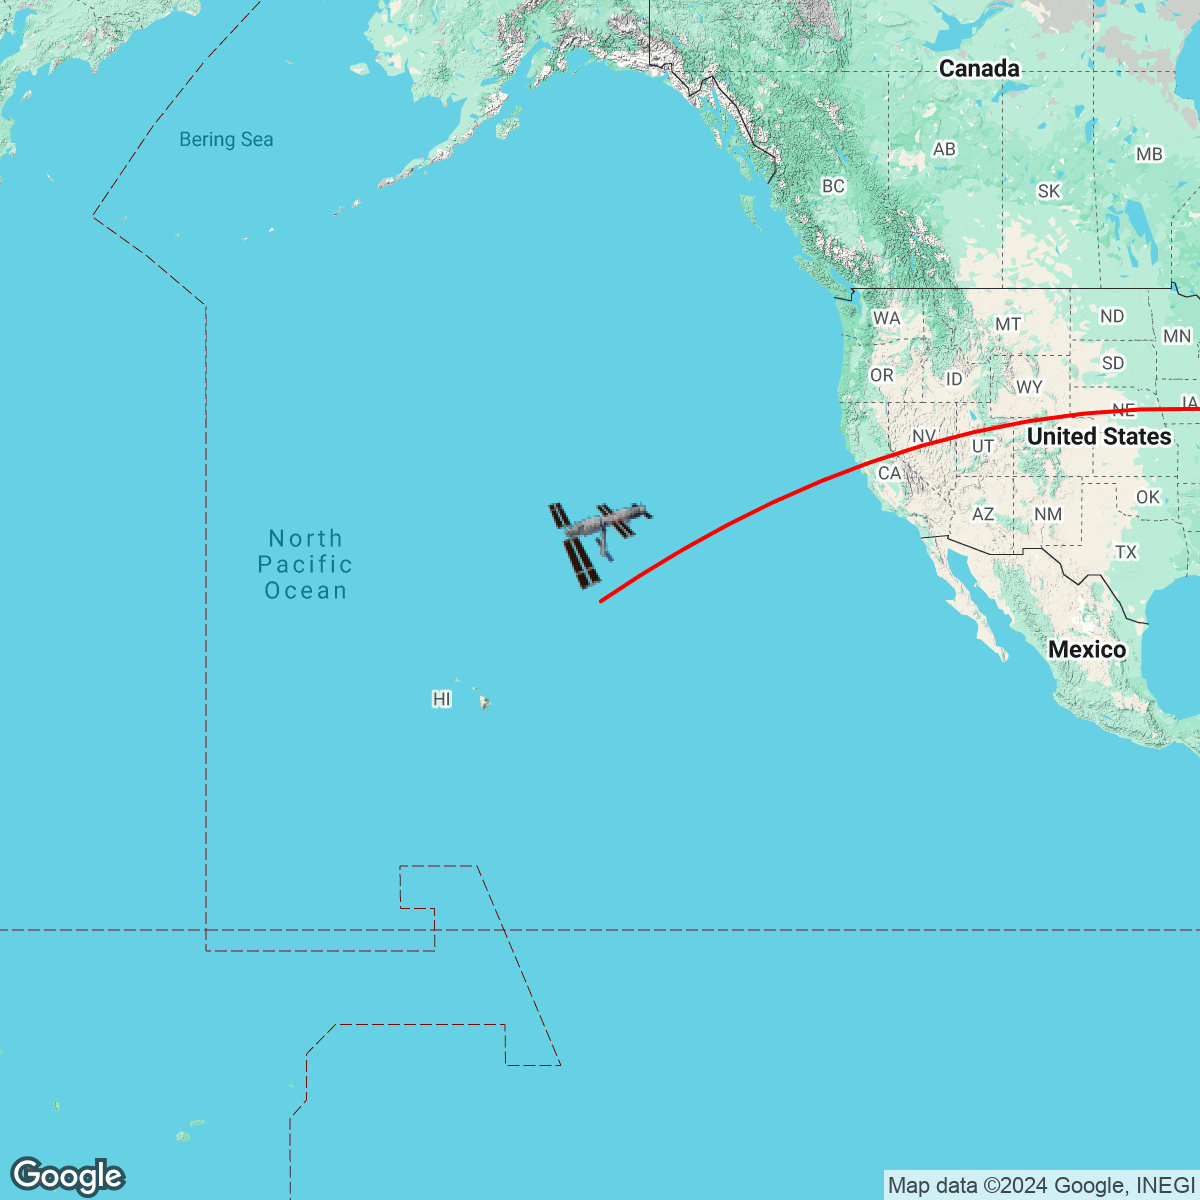 Canada
Bering Sea
AB
MB
BC
SK
WA
MT
ND
MN
OR
ID
WY
SD
NE
IA
NV
UT
United States
CA
AZ
NM
OK
TX
North
Pacific
Ocean
Mexico
HI
Google
Map data ©2024 Google, INEGI